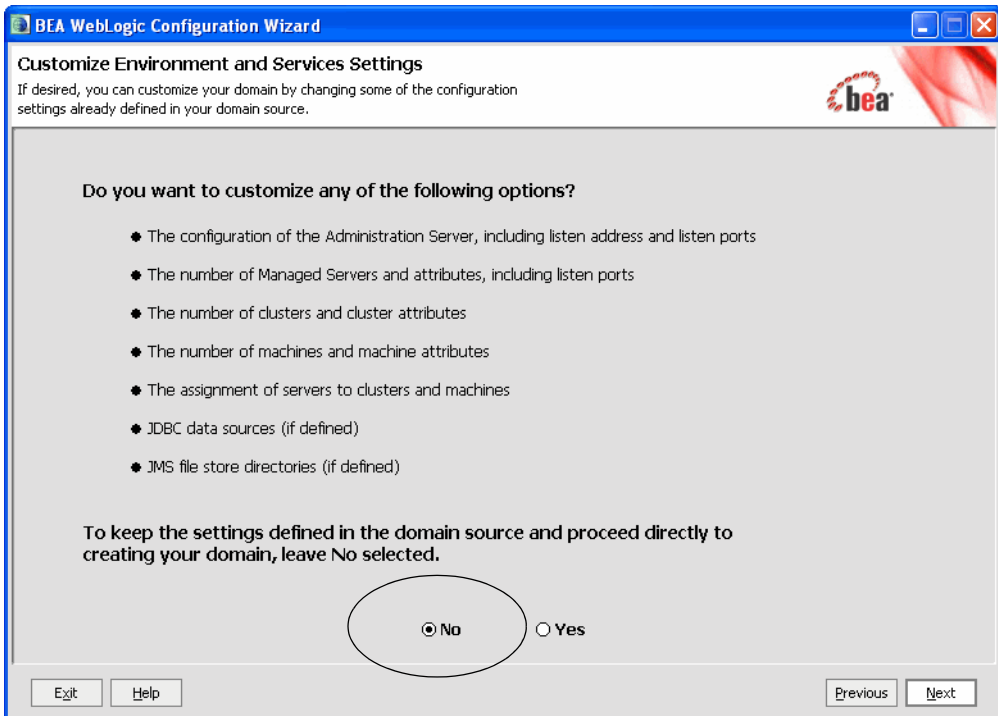 BEA WebLogic Configuration Wizard
Customize Environment and Services Settings
If desired, you can customize your domain by changing some of the configuration
settings already defined in your domain source.
bea
Do you want to customize any of the following options?
The configuration of the Administration Server, including listen address and listen ports
The number of Managed Servers and attributes, including listen ports
The number of clusters and cluster attributes
The number of machines and machine attributes
The assignment of servers to clusters and machines
JDBC data sources (if defined)
JMS file store directories (if defined)
To keep the settings defined in the domain source and proceed directly to
creating your domain, leave No selected.
No Yes
Exit Help Previous Next